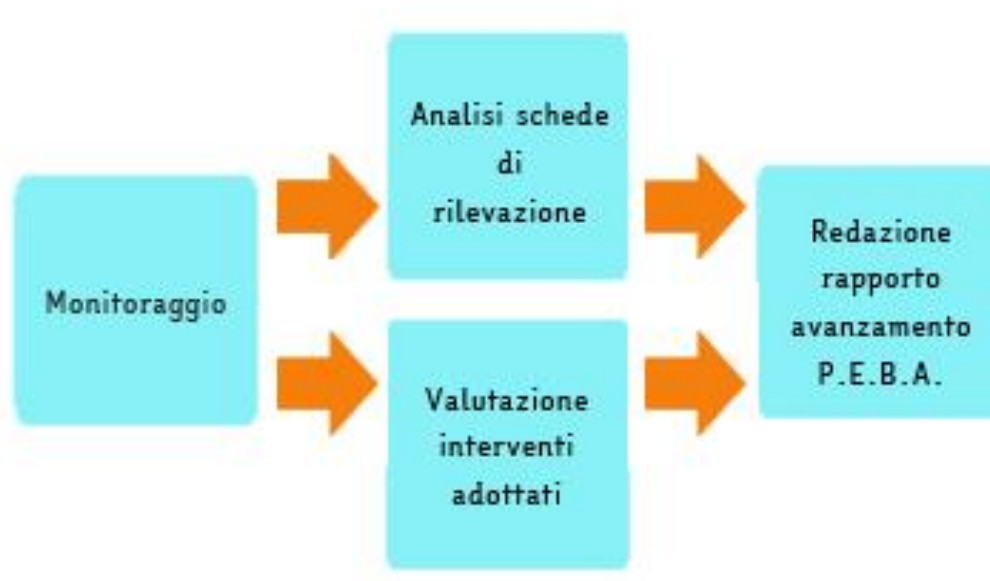 Monitoraggio
Analisi schede
di
rilevazione
Valutazione
interventi
adottati
Redazione
rapporto
avanzamento
P.E.B.A.